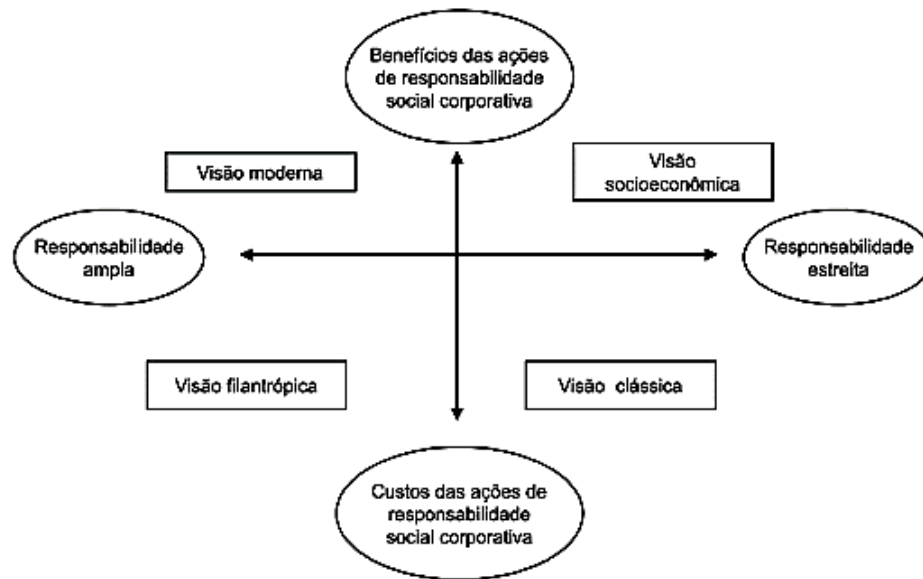 Benefícios das ações
de responsabilidade
social corporativa
Visão moderna
Visão
socioeconômica
Responsabilidade
ampla
Responsabilidade
estreita
Visão filantrópica
Visão clássica
Custos das ações de
responsabilidade
social corporativa